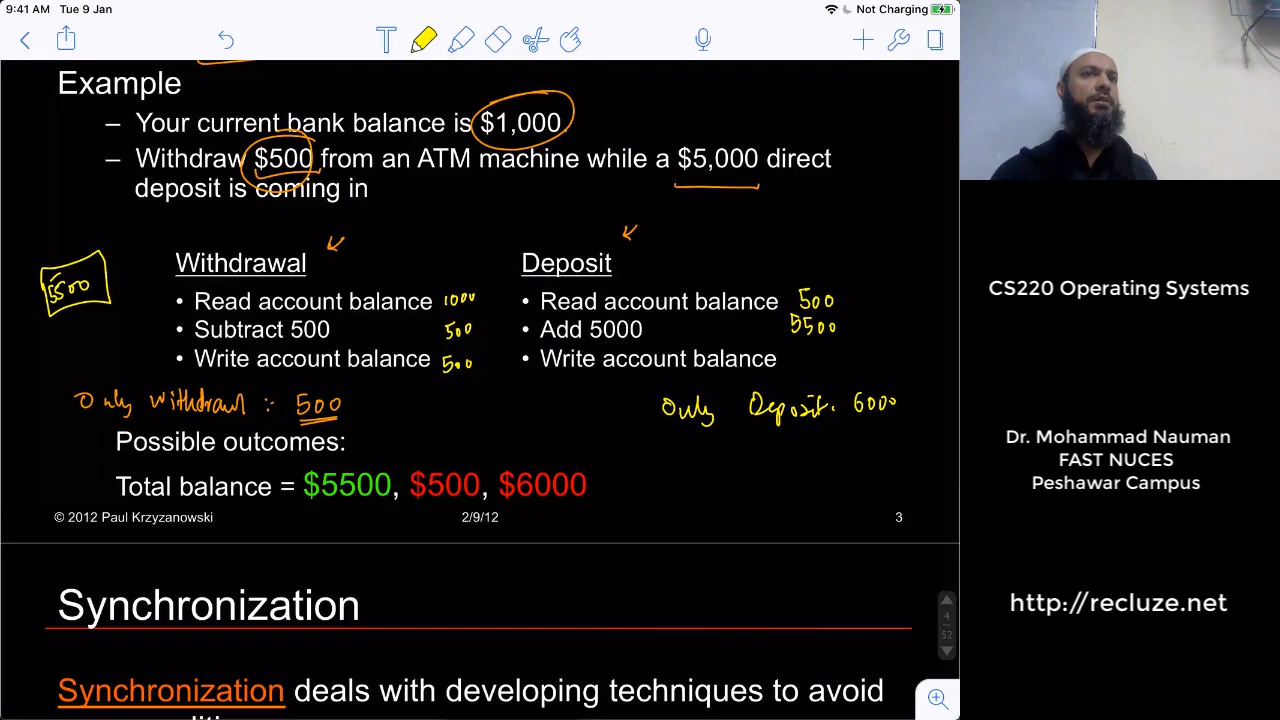 9:41 AM Tue 9 Jan
Not Charging
T
Example
– Your current bank balance is $1,000
– Withdraw $500 from an ATM machine while a $5,000 direct
deposit is coming in
5500
Withdrawal
• Read account balance 1000
• Subtract 500 500
• Write account balance 500
Deposit
• Read account balance 500
• Add 5000 5500
• Write account balance
Only withdrawl :- 500
Only Deposit. 6000
Possible outcomes:
Total balance = $5500, $500, $6000
© 2012 Paul Krzyzanowski
2/9/12
3
Synchronization
Synchronization deals with developing techniques to avoid
4
52
CS220 Operating Systems
Dr. Mohammad Nauman
FAST NUCES
Peshawar Campus
http://recluze.net